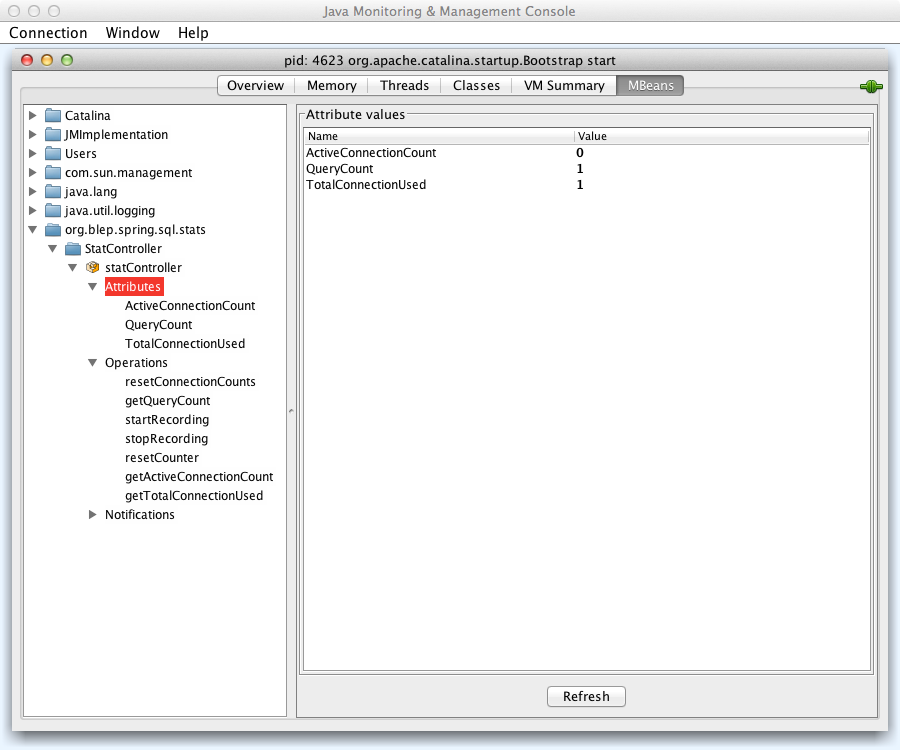 Java Monitoring & Management Console
Connection Window Help
pid: 4623 org.apache.catalina.startup.Bootstrap start
Overview Memory Threads Classes VM Summary MBeans
Catalina
JMImplementation
Users
com.sun.management
java.lang
java.util.logging
org.blep.spring.sql.stats
StatController
statController
Attributes
ActiveConnectionCount
QueryCount
TotalConnectionUsed
Operations
resetConnectionCounts
getQueryCount
startRecording
stopRecording
resetCounter
getActiveConnectionCount
getTotalConnectionUsed
Notifications
Attribute values
Name Value
ActiveConnectionCount 0
QueryCount 1
TotalConnectionUsed 1
Refresh